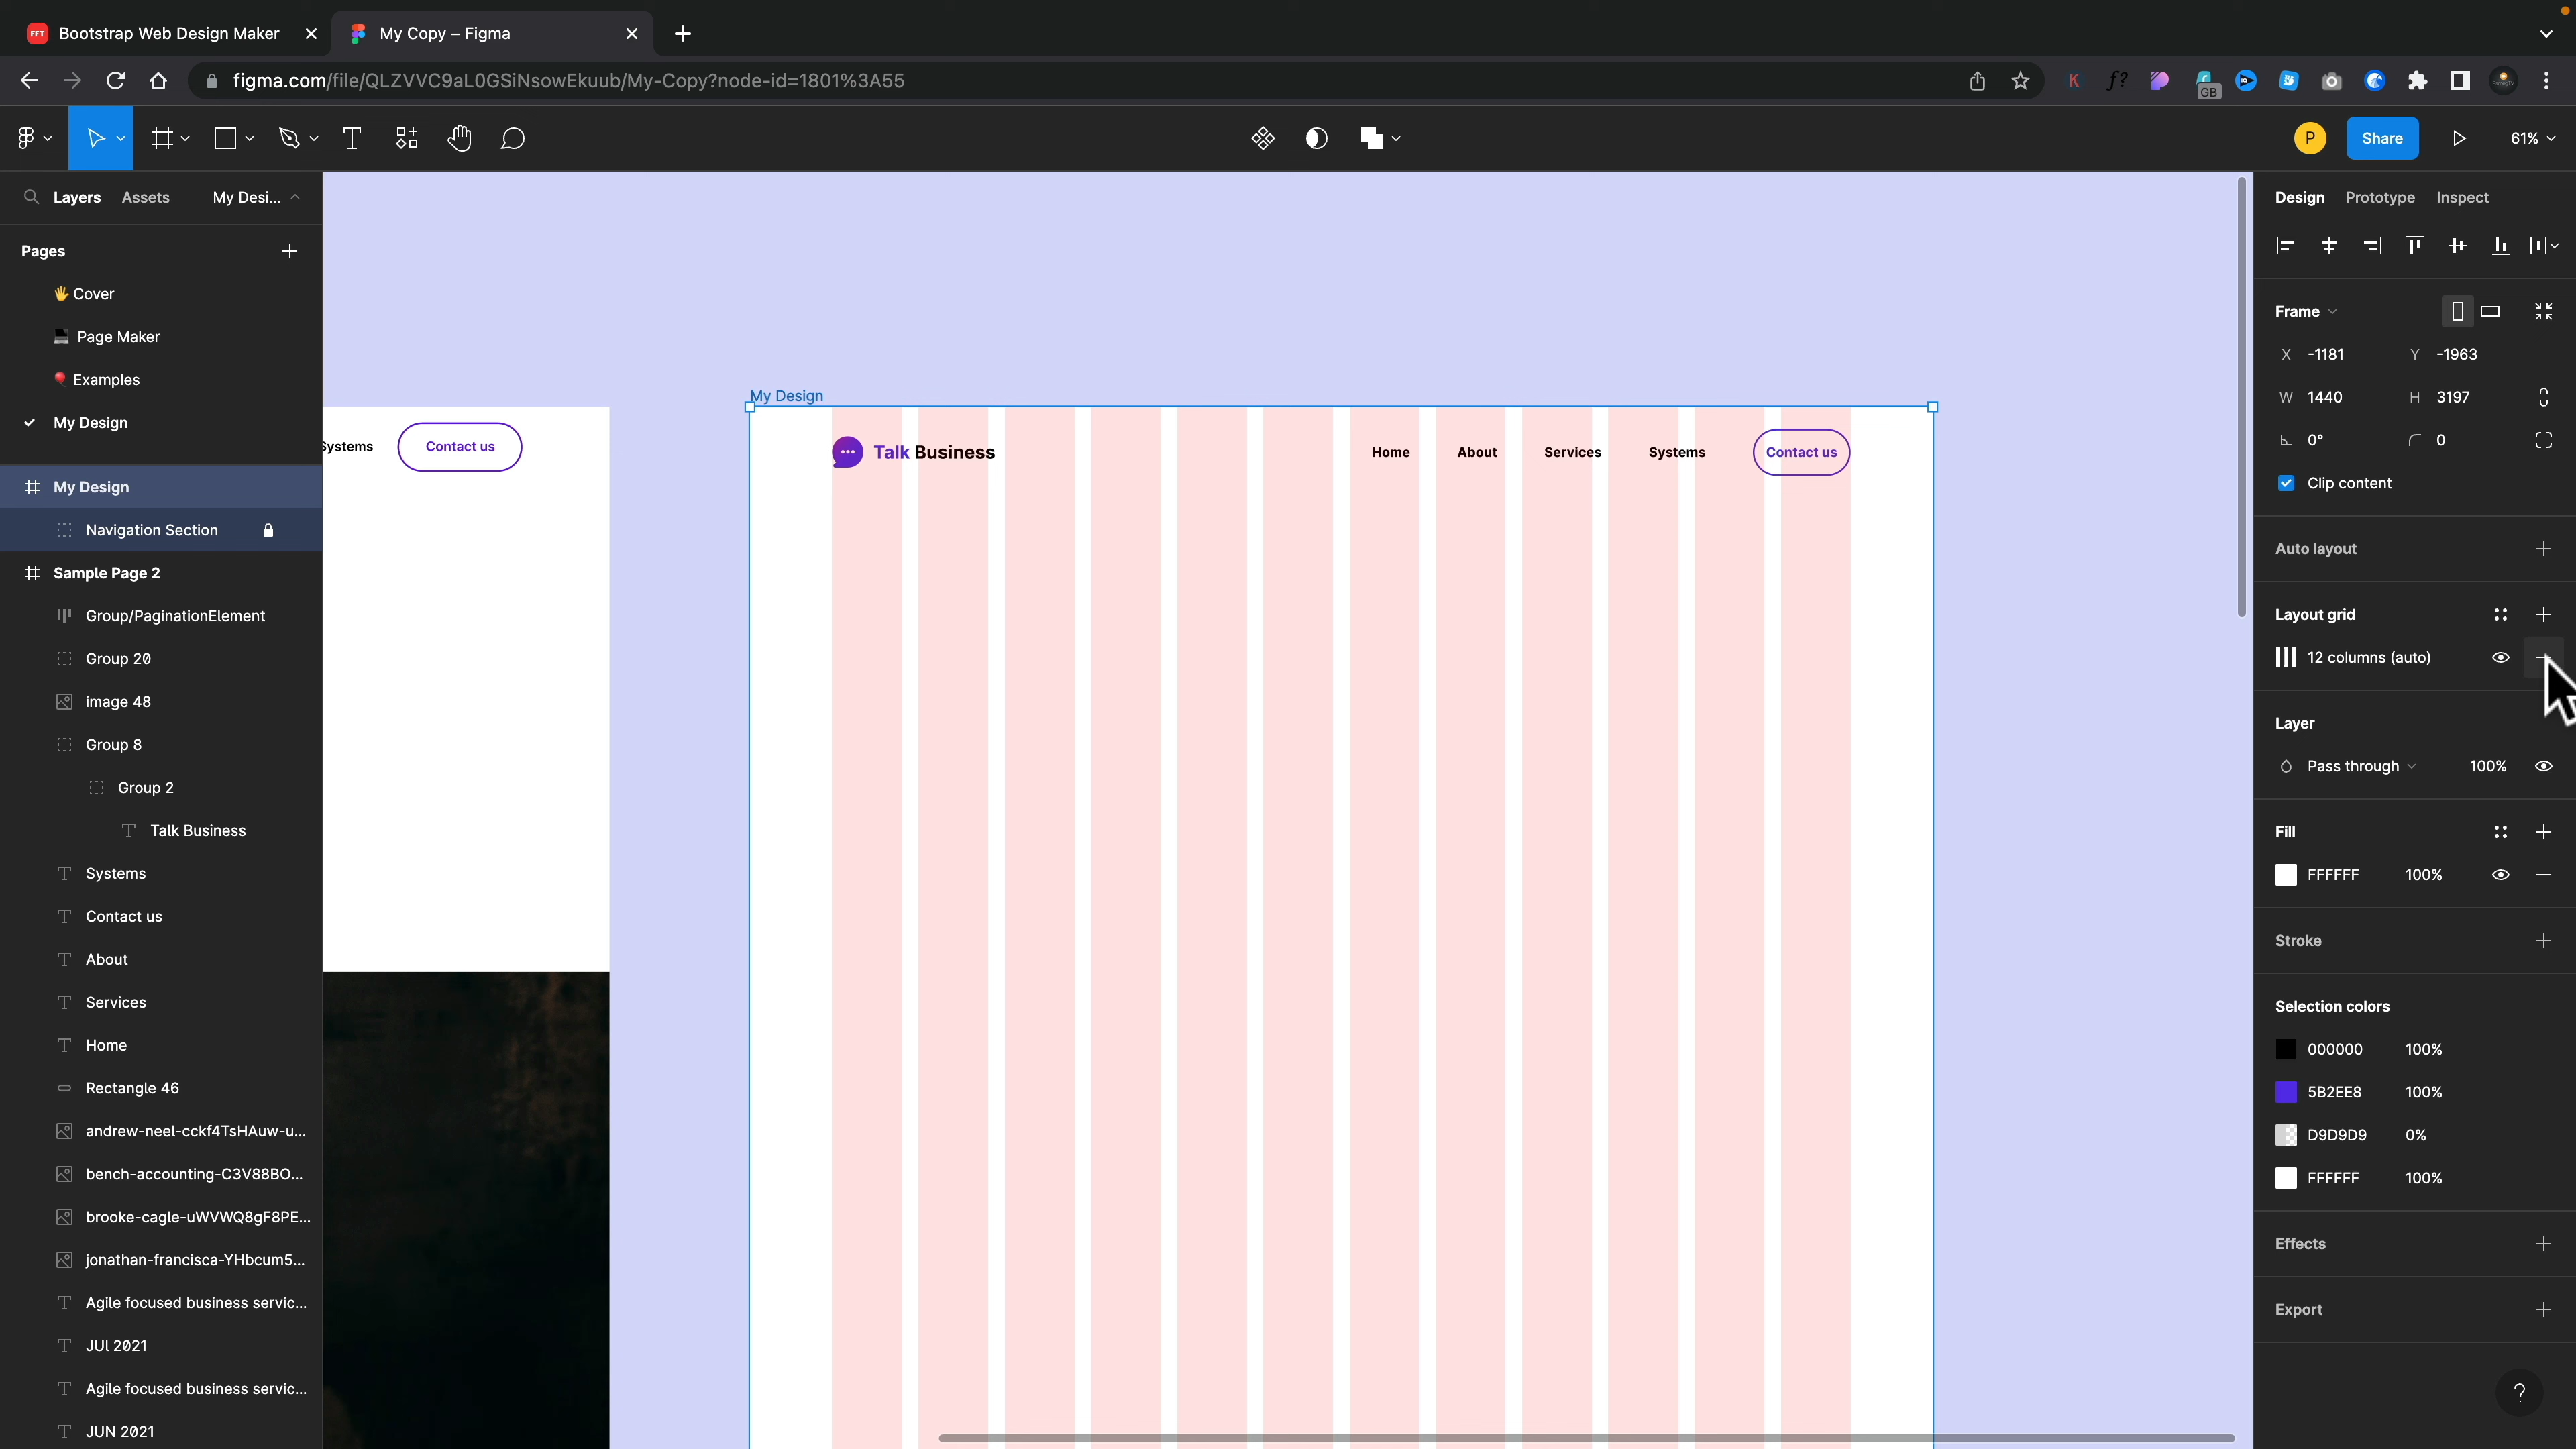 FFT Bootstrap Web Design Maker
My Copy – Figma
figma.com/file/QLZVVC9aL0GSiNsowEkuub/My-Copy?node-id=1801%3A55
K
f?
GB
IQ
P
Share
61%
Layers
Assets
My Desi...
Design
Prototype
Inspect
Pages
Cover
Page Maker
Examples
My Design
My Design
Navigation Section
Sample Page 2
Group/PaginationElement
Group 20
image 48
Group 8
Group 2
Talk Business
Systems
Contact us
About
Services
Home
Rectangle 46
andrew-neel-cckf4TsHAuw-u...
bench-accounting-C3V88BO...
brooke-cagle-uWVWQ8gF8PE...
jonathan-francisca-YHbcum5...
Agile focused business servic...
JUl 2021
Agile focused business servic...
JUN 2021
Systems
Contact us
My Design
Talk Business
Home
About
Services
Systems
Contact us
Frame
X -1181
Y -1963
W 1440
H 3197
0°
0
Clip content
Auto layout
Layout grid
12 columns (auto)
Layer
Pass through
100%
Fill
FFFFFF 100%
Stroke
Selection colors
000000 100%
5B2EE8 100%
D9D9D9 0%
FFFFFF 100%
Effects
Export
?